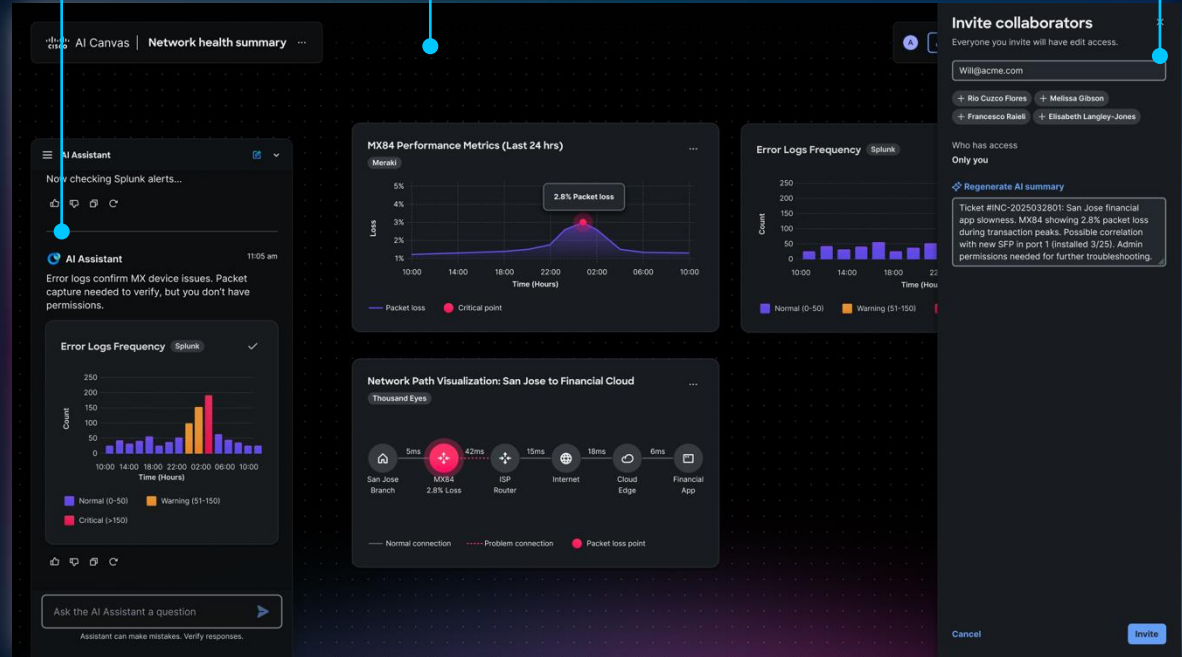 CISCO AI Canvas | Network health summary ...
A
AI Assistant
Now checking Splunk alerts...
AI Assistant 11:05 am
Error logs confirm MX device issues. Packet
capture needed to verify, but you don't have
permissions.
Error Logs Frequency Splunk
250
200
150
100
50
0
Count
10:00 14:00 18:00 22:00 02:00 06:00 10:00
Time (Hours)
Normal (0-50) Warning (51-150)
Critical (>150)
Ask the AI Assistant a question
Assistant can make mistakes. Verify responses.
MX84 Performance Metrics (Last 24 hrs) ...
Meraki
5%
4%
3%
2%
1%
Loss
2.8% Packet loss
10:00 14:00 18:00 22:00 02:00 06:00 10:00
Time (Hours)
Packet loss Critical point
Error Logs Frequency Splunk
250
200
150
100
50
0
Count
10:00 14:00 18:00 22
Time (Hou
Normal (0-50) Warning (51-150)
Network Path Visualization: San Jose to Financial Cloud ...
Thousand Eyes
5ms 42ms 15ms 18ms 6ms
San Jose
Branch
MX84
2.8% Loss
ISP
Router
Internet
Cloud
Edge
Financial
App
Normal connection Problem connection Packet loss point
Invite collaborators
Everyone you invite will have edit access.
Will@acme.com
+ Rio Cuzco Flores + Melissa Gibson
+ Francesco Raieli + Elisabeth Langley-Jones
Who has access
Only you
Regenerate AI summary
Ticket #INC-2025032801: San Jose financial
app slowness. MX84 showing 2.8% packet loss
during transaction peaks. Possible correlation
with new SFP in port 1 (installed 3/25). Admin
permissions needed for further troubleshooting.
Cancel Invite